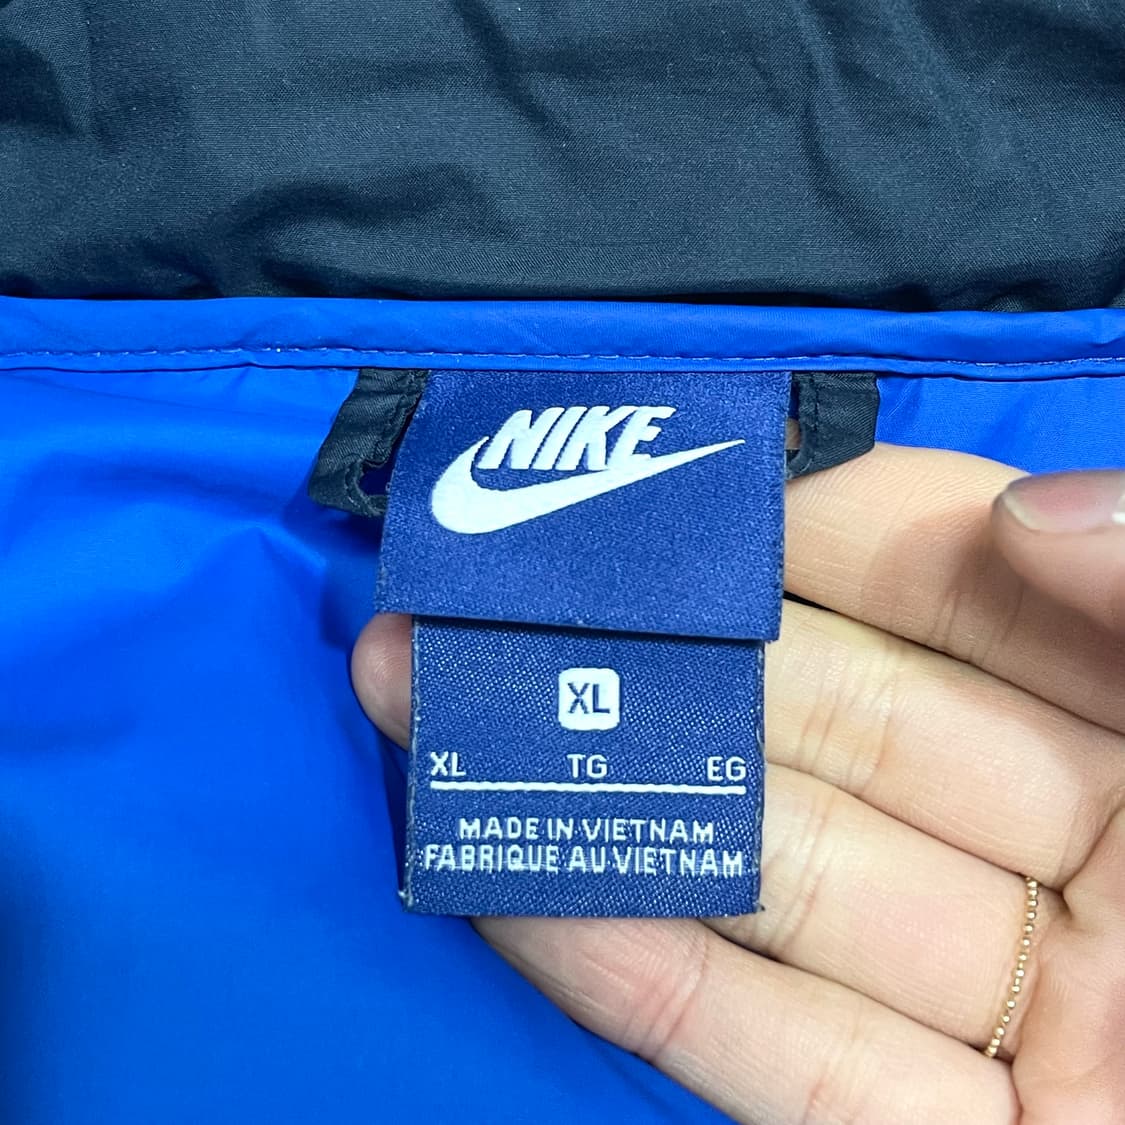 NIKE
XL
XL TG EG
MADE IN VIETNAM
FABRIQUE AU VIETNAM